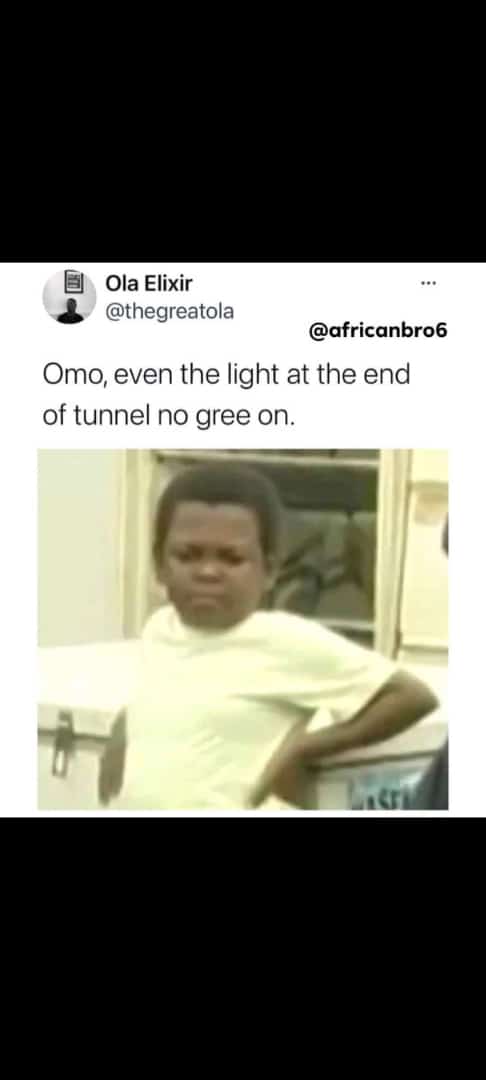 Ola Elixir
@thegreatola
@africanbro6
Omo, even the light at the end
of tunnel no gree on.